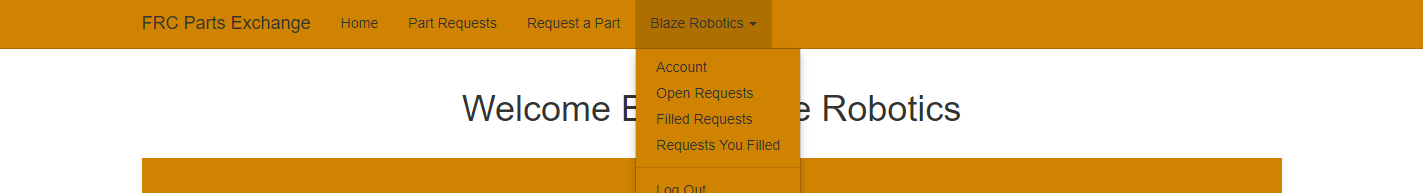 FRC Parts Exchange Home Part Requests Request a Part Blaze Robotics
Account
Open Requests
Welcome Robotics
Filled Requests
Requests You Filled
Log Out